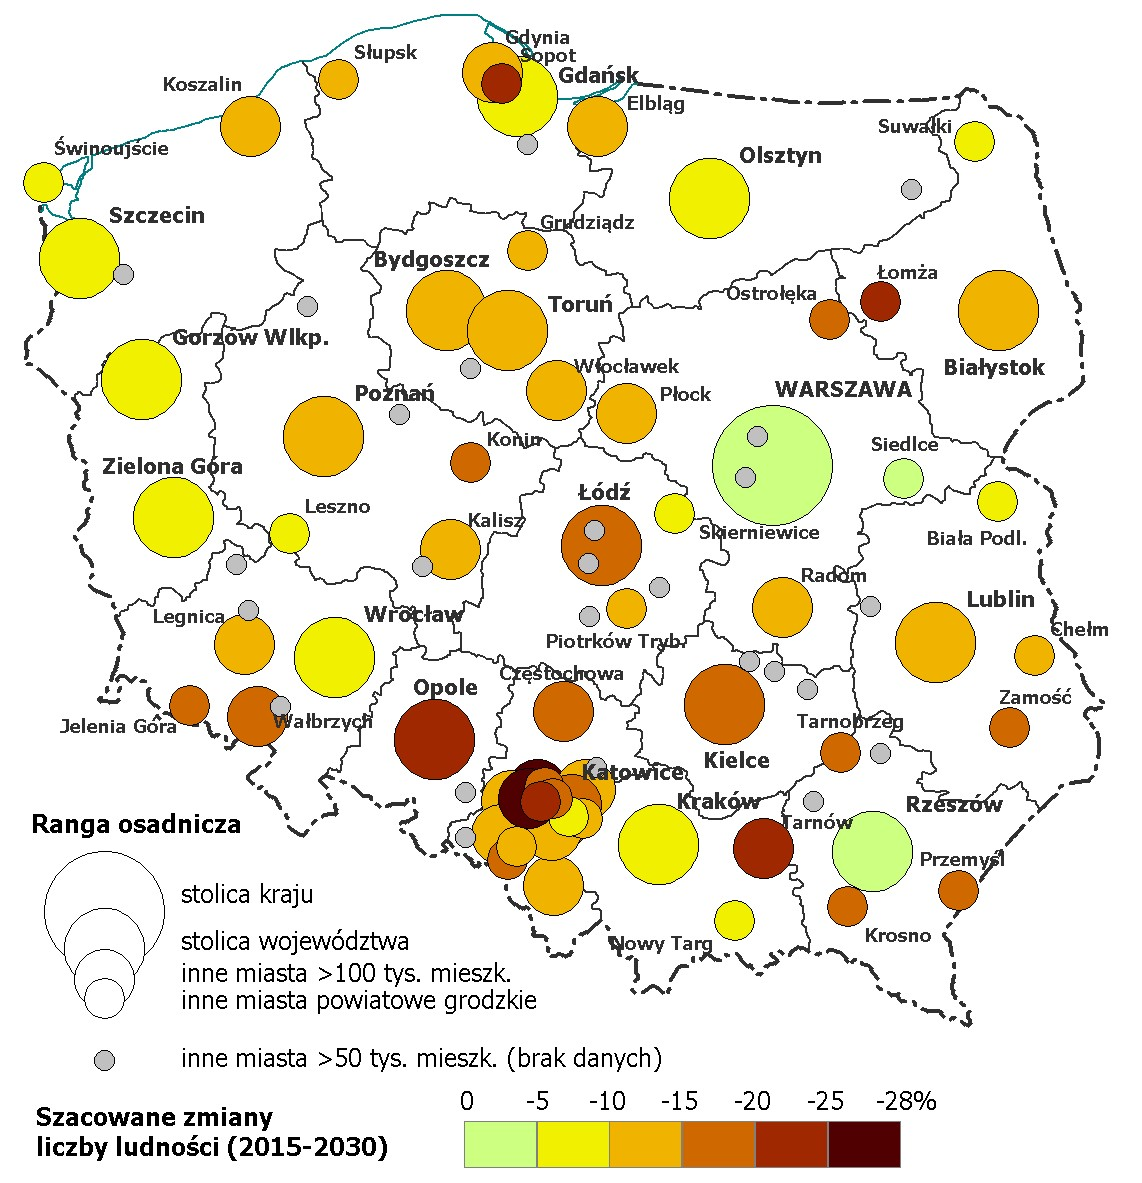 Gdynia
Słupsk
Sopot
Gdańsk
Koszalin
Elbląg
Suwałki
Świnoujście
Olsztyn
Szczecin
Grudziądz
Bydgoszcz
Łomża
Ostrołęka
Toruń
Gorzów Wlkp.
Włocławek
Białystok
Poznań
Płock
WARSZAWA
Konin
Siedlce
Zielona Góra
Łódź
Leszno
Kalisz
Skierniewice
Biała Podl.
Radom
Lublin
Legnica
Wrocław
Chełm
Piotrków Tryb.
Częstochowa
Opole
Zamość
Jelenia Góra
Wałbrzych
Tarnobrzeg
Kielce
Katowice
Kraków
Rzeszów
Tarnów
Przemyśl
Krosno
Nowy Targ
Ranga osadnicza
stolica kraju
stolica województwa
inne miasta >100 tys. mieszk.
inne miasta powiatowe grodzkie
inne miasta >50 tys. mieszk. (brak danych)
Szacowane zmiany
liczby ludności (2015-2030)
0 -5 -10 -15 -20 -25 -28%